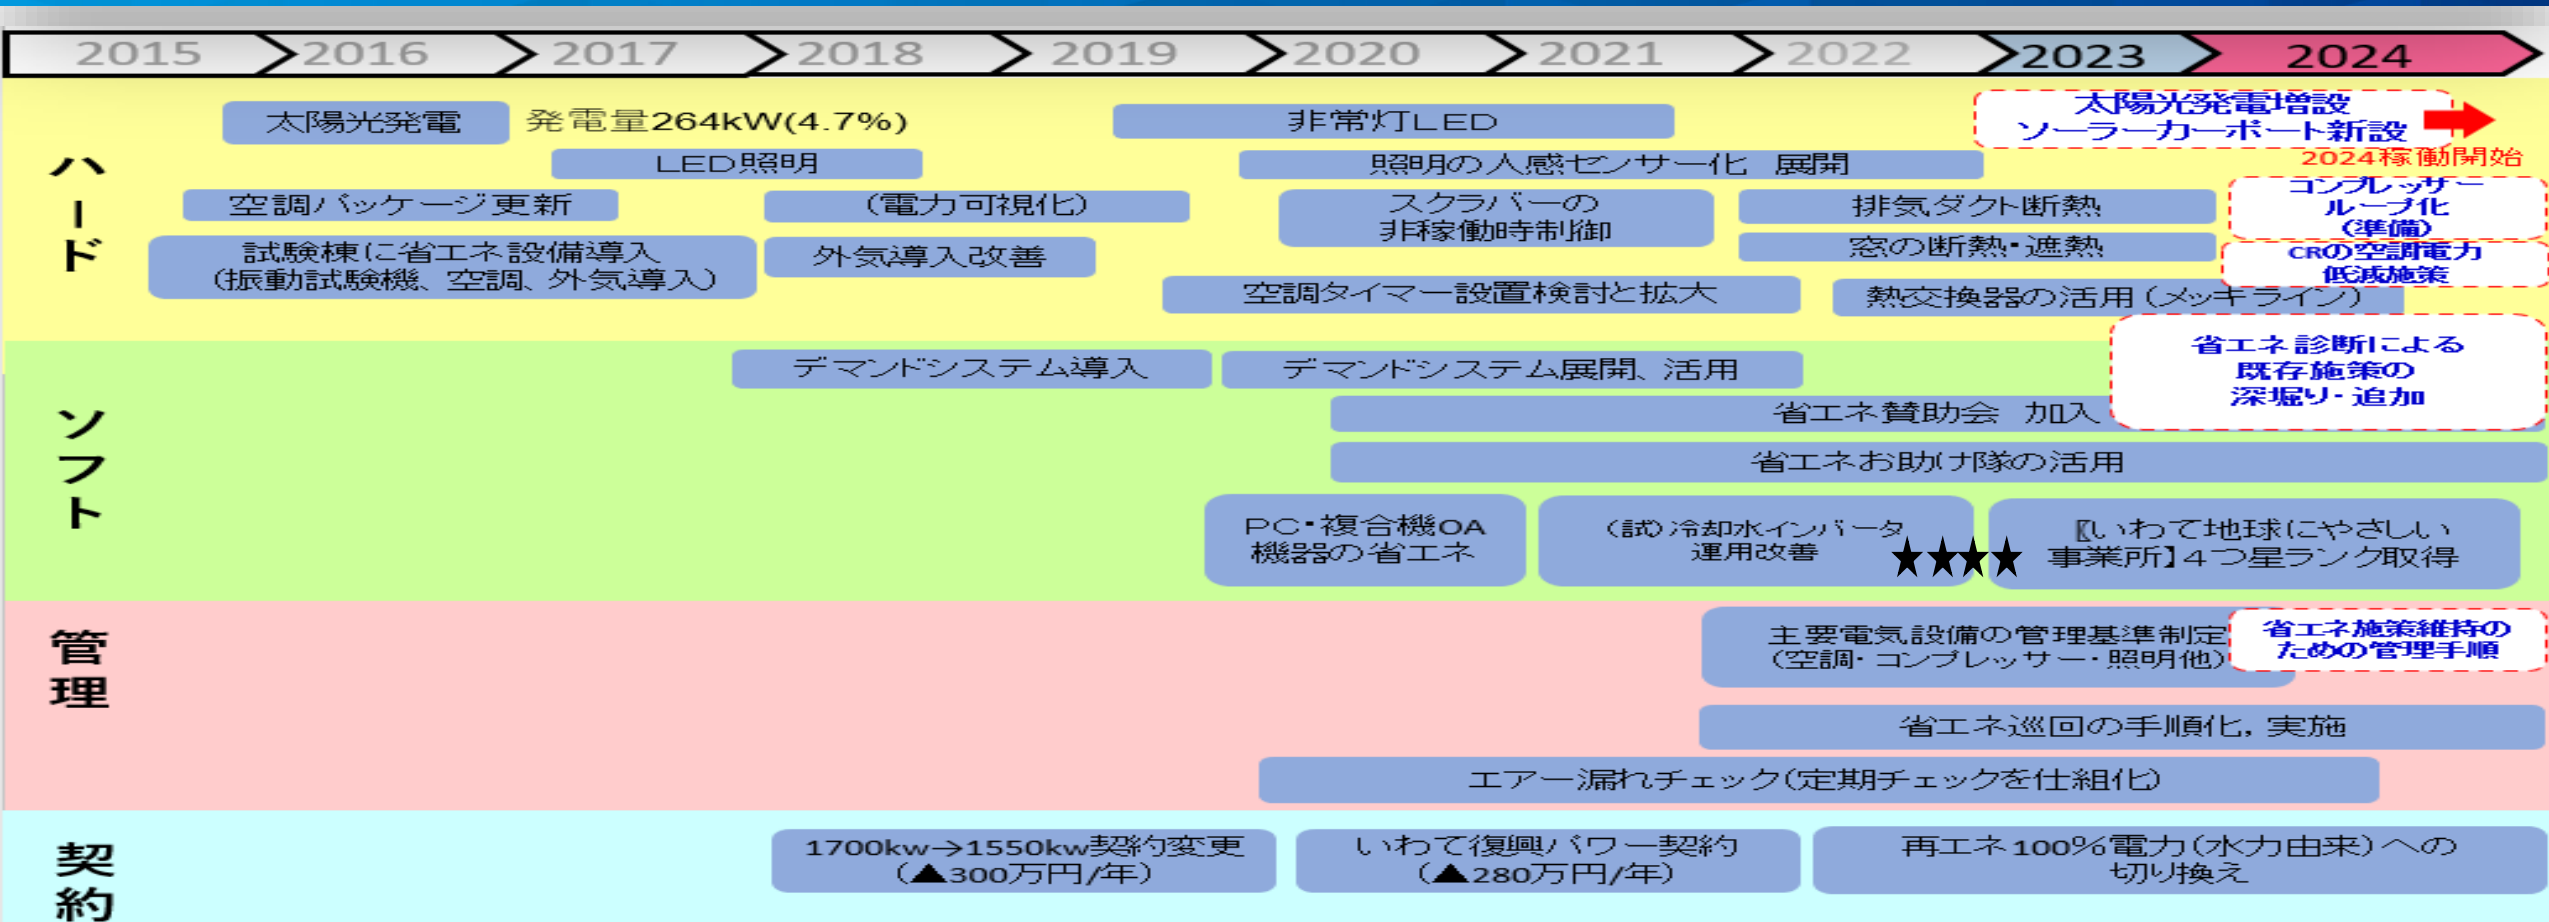 2015 2016 2017 2018 2019 2020 2021 2022 2023 2024
ハード
太陽光発電
発電量264kW(4.7%)
非常灯LED
太陽光発電増設
ソーラーカーポート新設
2024稼働開始
LED照明
照明の人感センサー化 展開
空調パッケージ更新
(電力可視化)
スクラバーの
非稼働時制御
排気ダクト断熱
コンプレッサー
ループ化
(準備)
試験棟に省エネ設備導入
(振動試験機、空調、外気導入)
外気導入改善
窓の断熱・遮熱
CRの空調電力
低減施策
空調タイマー設置検討と拡大
熱交換器の活用(メッキライン)
ソフト
デマンドシステム導入
デマンドシステム展開、活用
省エネ診断による
既存施策の
深堀り・追加
省エネ賛助会 加入
省エネお助け隊の活用
PC・複合機OA
機器の省エネ
(試)冷却水インバータ
運用改善
★★★★
【いわて地球にやさしい
事業所】4つ星ランク取得
管理
主要電気設備の管理基準制定
(空調・コンプレッサー・照明他)
省エネ施策維持の
ための管理手順
省エネ巡回の手順化,実施
エアー漏れチェック(定期チェックを仕組化)
契約
1700kw→1550kw契約変更
(▲300万円/年)
いわて復興パワー契約
(▲280万円/年)
再エネ100%電力(水力由来)への
切り換え